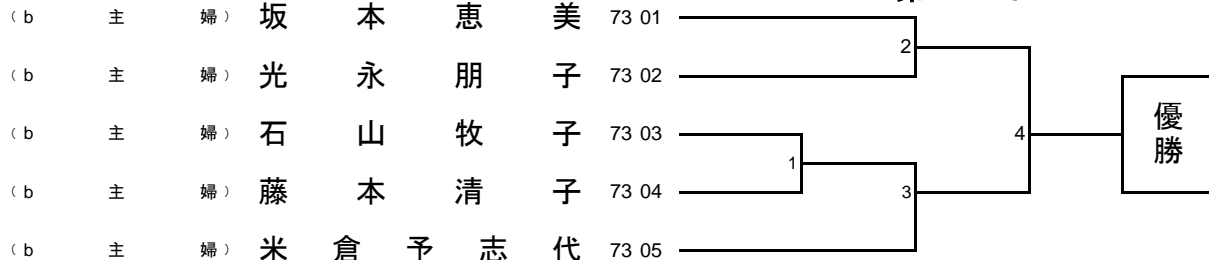 （b 主 婦） 坂 本 恵 美 73 01
2
（b 主 婦） 光 永 朋 子 73 02
（b 主 婦） 石 山 牧 子 73 03
1
4
優勝
（b 主 婦） 藤 本 清 子 73 04
3
（b 主 婦） 米 倉 予 志 代 73 05